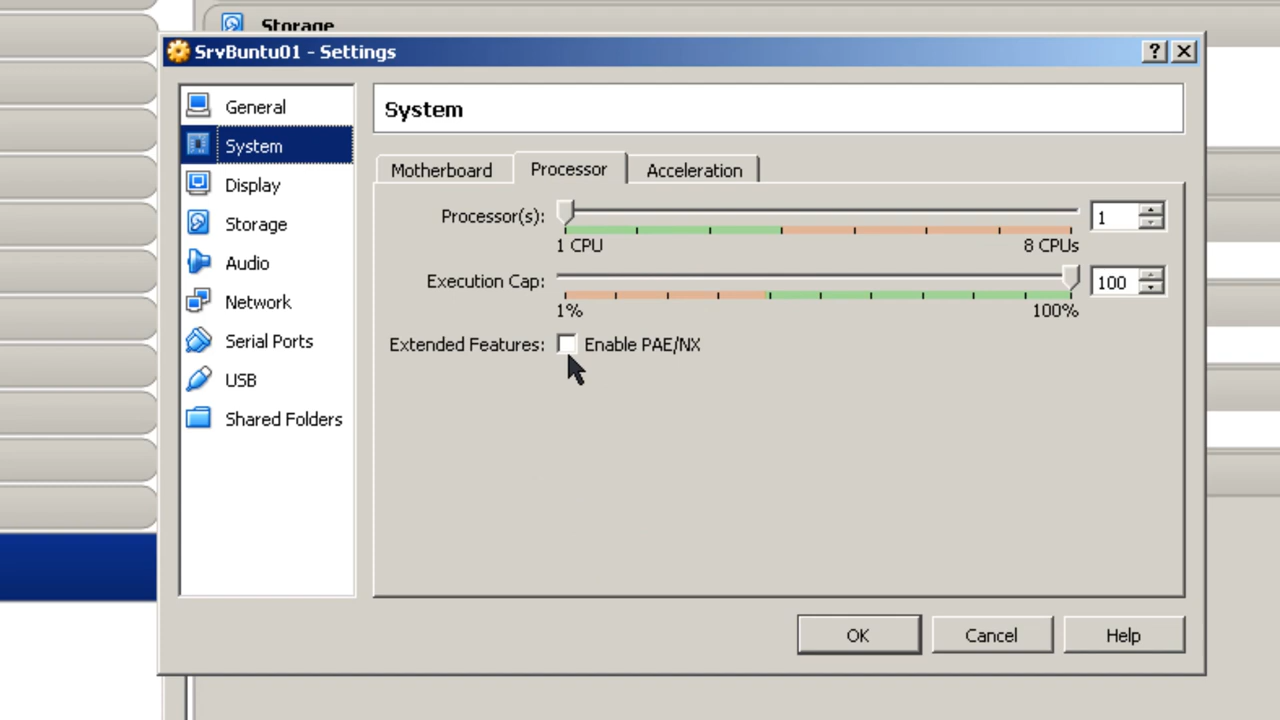 Storage
SrvBuntu01 - Settings
General
System
Display
Storage
Audio
Network
Serial Ports
USB
Shared Folders
System
Motherboard Processor Acceleration
Processor(s): 1
1 CPU 8 CPUs
Execution Cap: 100
1% 100%
Extended Features: Enable PAE/NX
OK Cancel Help